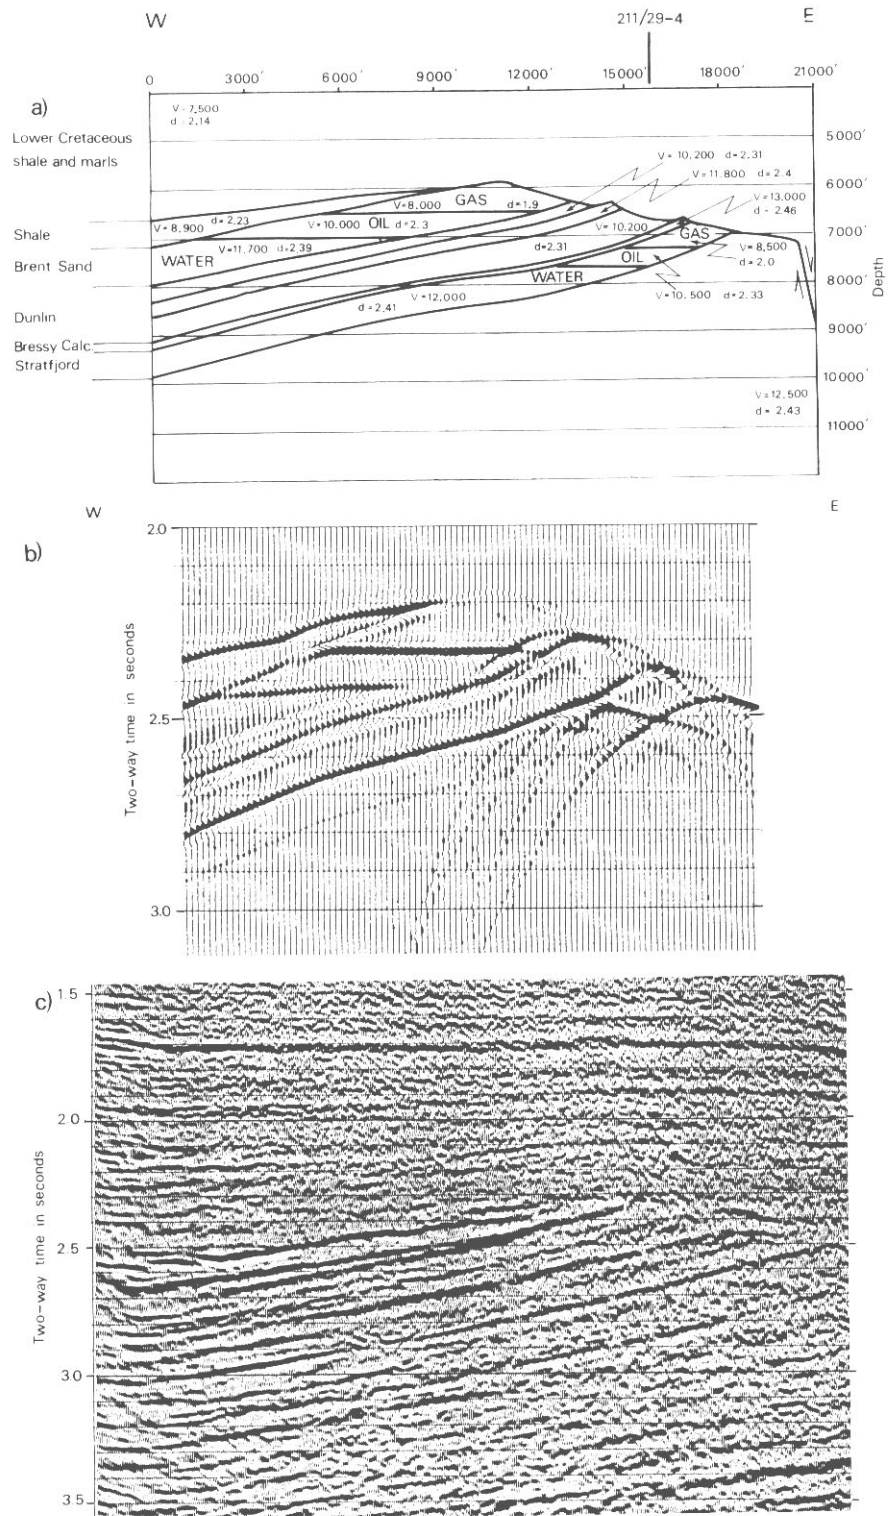 W
211/29-4
E
0 3000' 6000' 9000' 12000' 15000' 18000' 21000'
a)
V=7,500
d=2.14
Lower Cretaceous
shale and marls
5000'
V=10,200 d=2.31
V=11.800 d=2.4
6000'
V=13,000
d=2.46
GAS
V=8,000 d=1.9
d=2.23
V=8,900
V=10.000 OIL d=2.3
V=10,200
GAS
Shale
7000'
V=11,700 d=2,39
d=2.31
V=8,500
d=2.0
WATER
OIL
Brent Sand
WATER
8000'
V=12,000
d=2,41
V=10,500 d=2.33
Depth
Dunlin
9000'
Bressy Calc.
Stratfjord
10000'
V=12,500
d=2,43
11000'
W
E
b)
2.0
Two-way time in seconds
2.5
3.0
c)
1.5
2.0
Two-way time in seconds
2.5
3.0
3.5